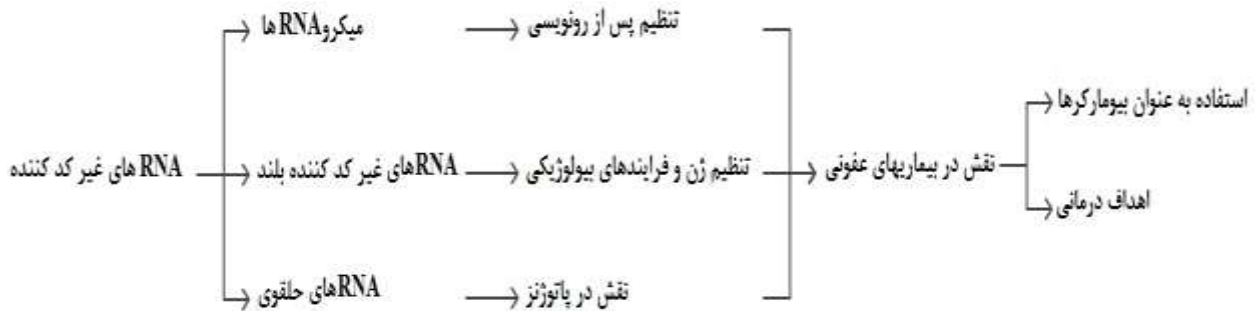 RNA های غیر کد کننده
میکروRNA ها
تنظیم پس از رونویسی
RNAهای غیر کد کننده بلند
تنظیم ژن و فرایندهای بیولوژیکی
RNAهای حلقوی
نقش در پاتوژنز
نقش در بیماریهای عفونی
استفاده به عنوان بیومارکرها
اهداف درمانی